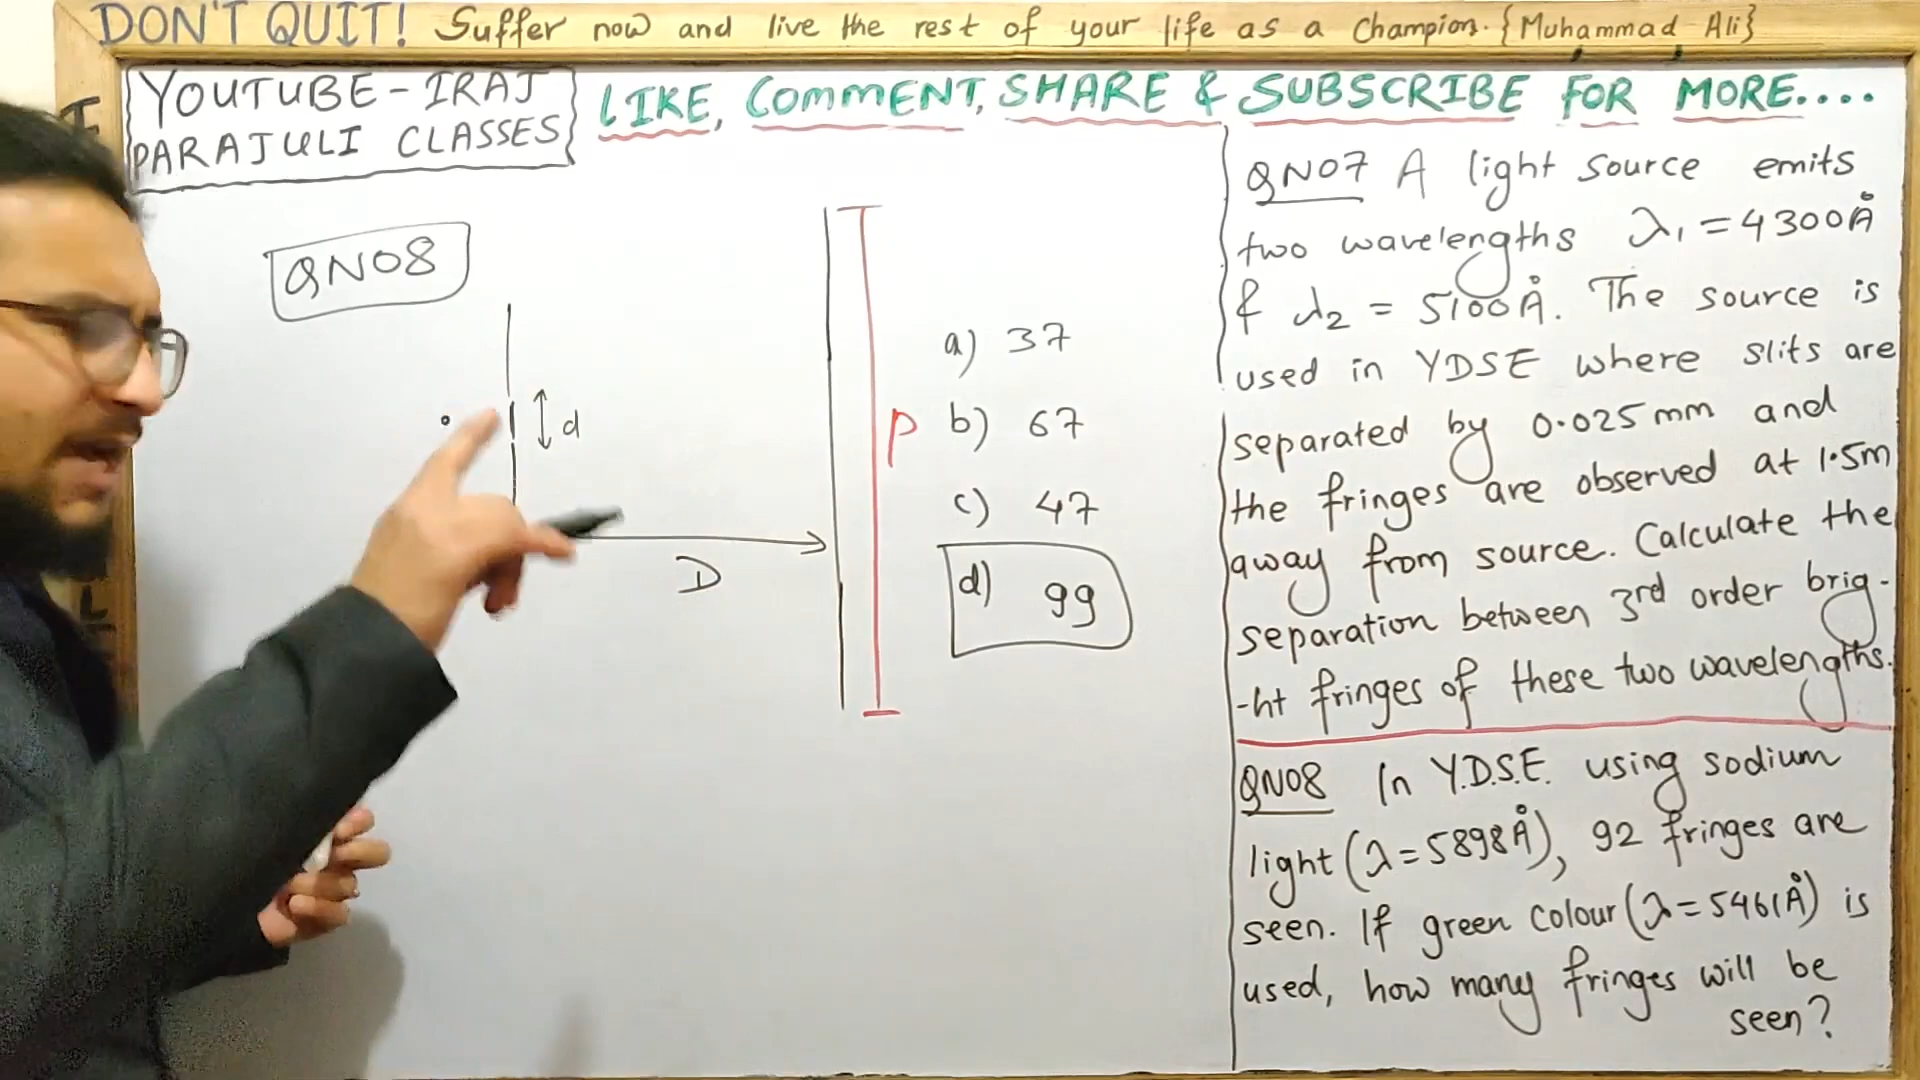 DON'T QUIT! Suffer now and live the rest of your life as a Champion. {Muhammad Ali}
YOUTUBE - IRAJ
PARAJULI CLASSES
LIKE, COMMENT, SHARE & SUBSCRIBE FOR MORE....
QN08
d
D
P
a) 37
b) 67
c) 47
d) 99
QN07 A light source emits
two wavelengths λ₁ = 4300Å
& λ₂ = 5100Å. The source is
used in YDSE where slits are
separated by 0.025mm and
the fringes are observed at 1.5m
away from source. Calculate the
separation between 3rd order brig-
-ht fringes of these two wavelengths.
QN08 In Y.D.S.E. using sodium
light (λ=5898Å), 92 fringes are
seen. If green colour (λ=5461Å) is
used, how many fringes will be
seen?